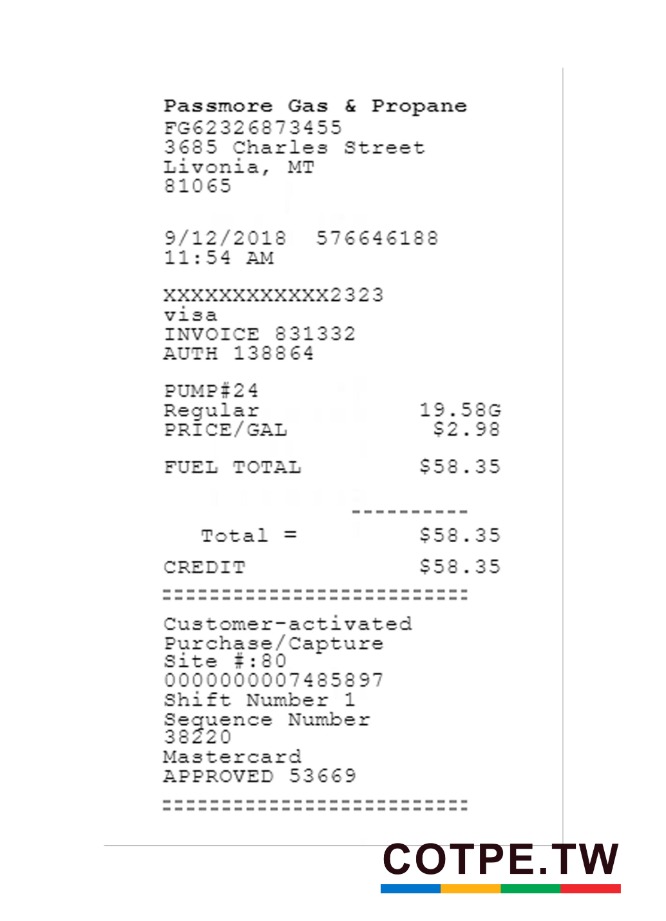 Passmore Gas & Propane
FG62326873455
3685 Charles Street
Livonia, MT
81065
9/12/2018 576646188
11:54 AM
XXXXXXXXXXXX2323
visa
INVOICE 831332
AUTH 138864
PUMP#24
Regular 19.58G
PRICE/GAL $2.98
FUEL TOTAL $58.35
----------
Total = $58.35
CREDIT $58.35
==========================
Customer-activated
Purchase/Capture
Site #:80
0000000007485897
Shift Number 1
Sequence Number
38220
Mastercard
APPROVED 53669
==========================
COTPE.TW